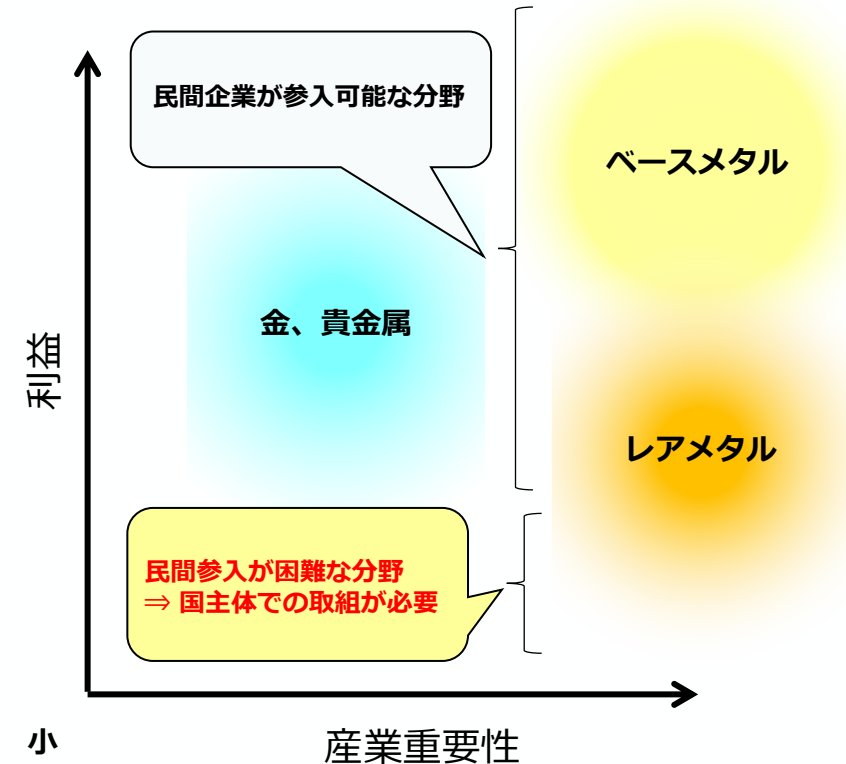 民間企業が参入可能な分野
ベースメタル
金、貴金属
利益
レアメタル
民間参入が困難な分野
⇒ 国主体での取組が必要
小
産業重要性